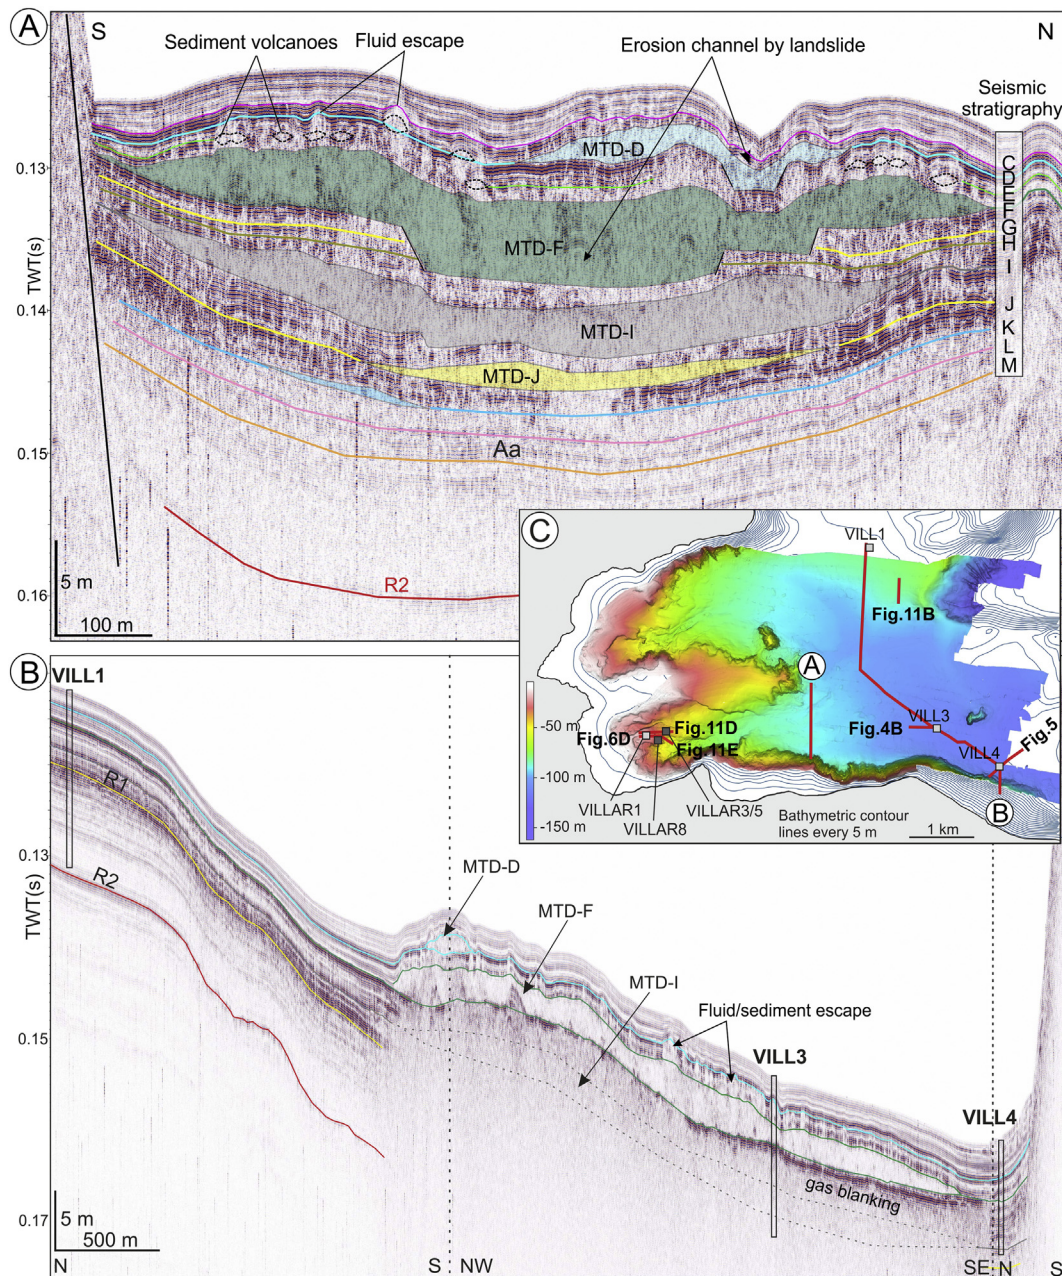 A
S
Sediment volcanoes
Fluid escape
Erosion channel by landslide
N
Seismic
stratigraphy
MTD-D
0.13
C
D
E
F
G
H
I
J
K
L
M
MTD-F
TWT(s)
0.14
MTD-I
MTD-J
Aa
0.15
R2
5 m
0.16
100 m
C
VILL1
Fig.11B
A
-50 m
-100 m
-150 m
Fig.6D
Fig.11D
Fig.11E
Fig.4B
VILL3
VILL4
Fig.5
VILLAR1
VILLAR8
VILLAR3/5
B
Bathymetric contour
lines every 5 m
1 km
B
VILL1
R1
0.13
R2
TWT(s)
MTD-D
MTD-F
MTD-I
Fluid/sediment escape
0.15
VILL3
VILL4
gas blanking
0.17
5 m
500 m
N
S
NW
SE
N
S